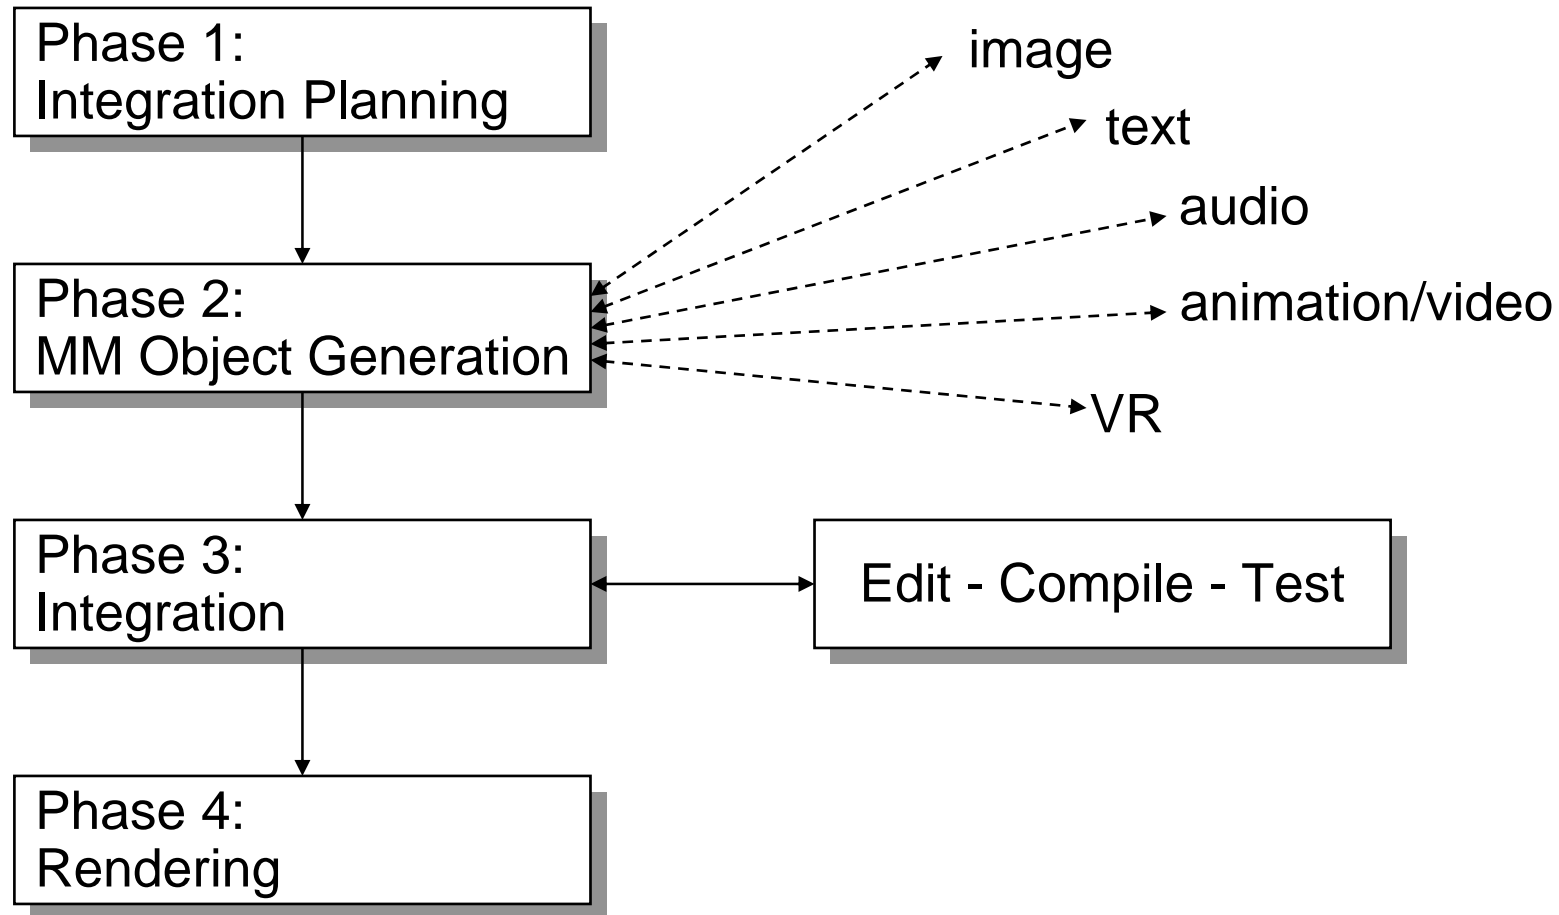 Phase 1:
Integration Planning
image
text
audio
Phase 2:
MM Object Generation
animation/video
VR
Phase 3:
Integration
Edit - Compile - Test
Phase 4:
Rendering